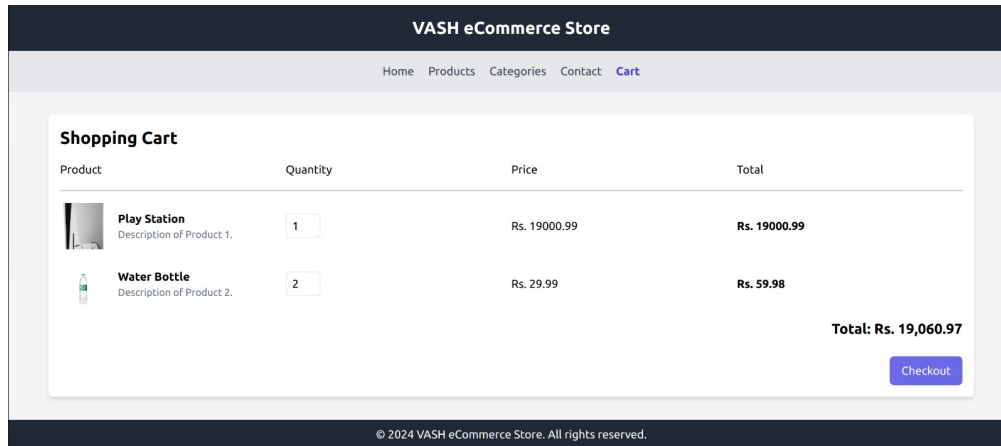 VASH eCommerce Store
Home Products Categories Contact Cart
Shopping Cart
Product Quantity Price Total
Play Station
Description of Product 1.
1 Rs. 19000.99 Rs. 19000.99
Water Bottle
Description of Product 2.
2 Rs. 29.99 Rs. 59.98
Total: Rs. 19,060.97
Checkout
© 2024 VASH eCommerce Store. All rights reserved.